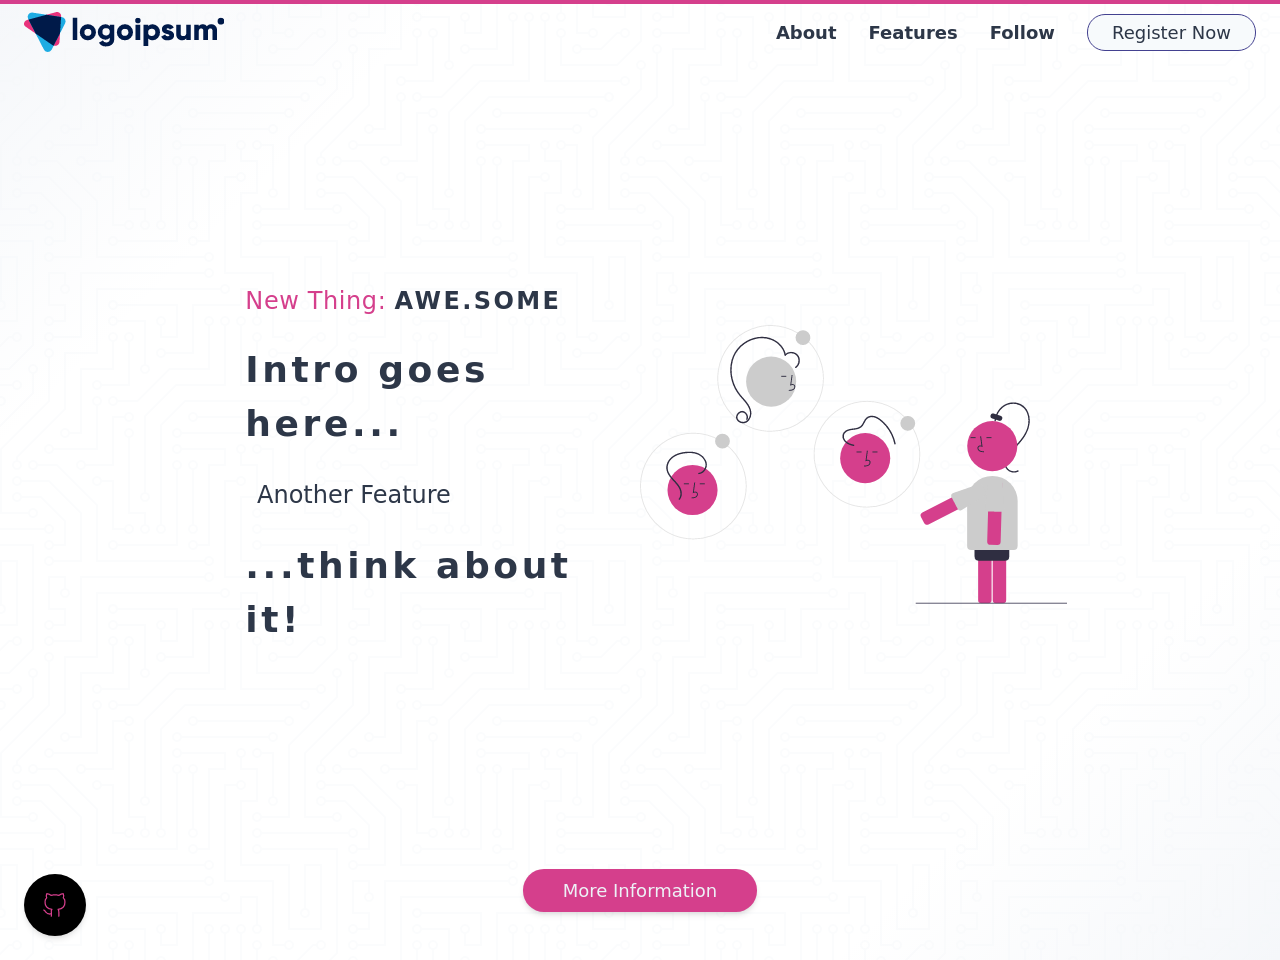 logoipsum
About
Features
Follow
Register Now
New Thing: AWE.SOME
Intro goes
here...
Another Feature
...think about
it!
More Information